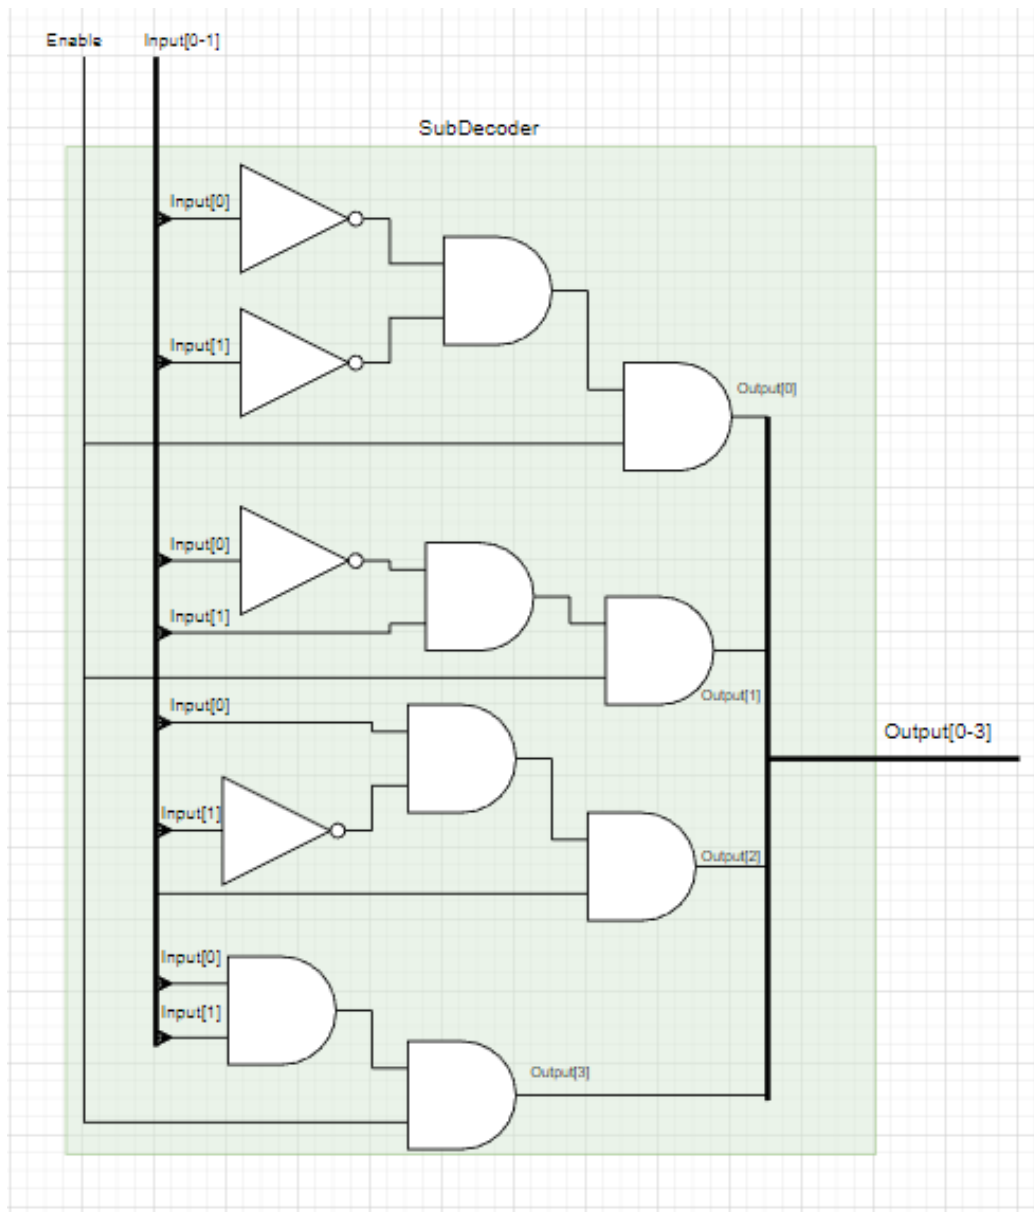 Enable Input[0-1]
SubDecoder
Input[0]
Input[1]
Output[0]
Input[0]
Input[1]
Output[1]
Input[0]
Output[0-3]
Input[1]
Output[2]
Input[0]
Input[1]
Output[3]